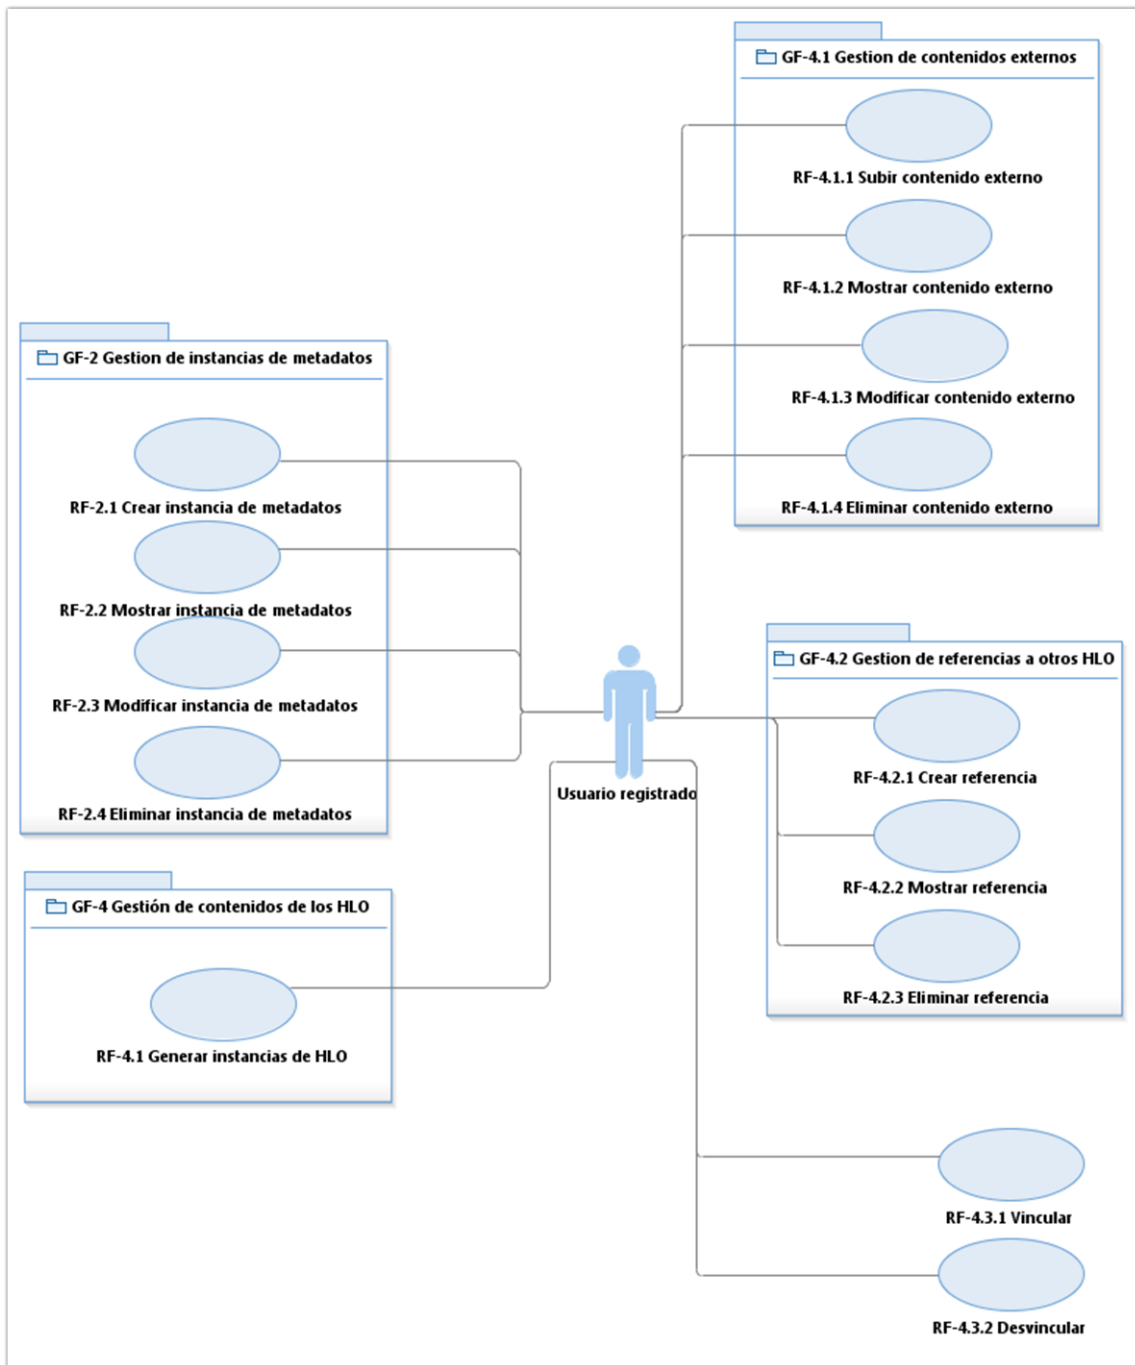 GF-4.1 Gestion de contenidos externos
RF-4.1.1 Subir contenido externo
RF-4.1.2 Mostrar contenido externo
RF-4.1.3 Modificar contenido externo
RF-4.1.4 Eliminar contenido externo
GF-2 Gestion de instancias de metadatos
RF-2.1 Crear instancia de metadatos
RF-2.2 Mostrar instancia de metadatos
RF-2.3 Modificar instancia de metadatos
RF-2.4 Eliminar instancia de metadatos
Usuario registrado
GF-4.2 Gestion de referencias a otros HLO
RF-4.2.1 Crear referencia
RF-4.2.2 Mostrar referencia
RF-4.2.3 Eliminar referencia
GF-4 Gestión de contenidos de los HLO
RF-4.1 Generar instancias de HLO
RF-4.3.1 Vincular
RF-4.3.2 Desvincular